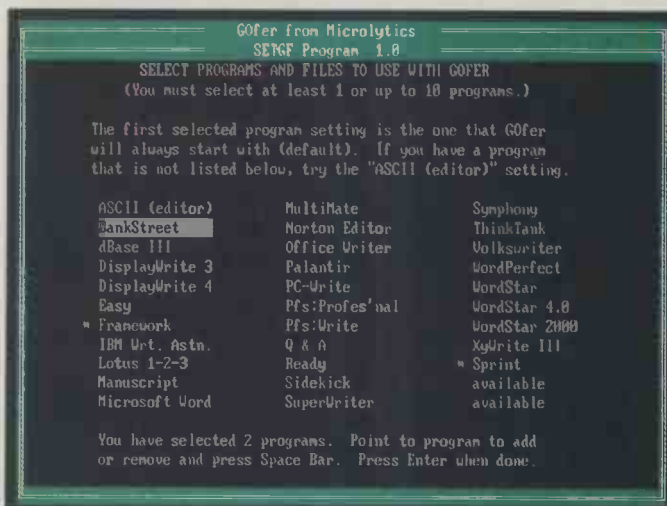 GOfer from Microlytics
SETGF Program 1.0
SELECT PROGRAMS AND FILES TO USE WITH GOFER
(You must select at least 1 or up to 10 programs.)
The first selected program setting is the one that GOfer
will always start with (default). If you have a program
that is not listed below, try the "ASCII (editor)" setting.
ASCII (editor) MultiMate Symphony
BankStreet Norton Editor ThinkTank
dBase III Office Writer Volkswriter
DisplayWrite 3 Palantir WordPerfect
DisplayWrite 4 PC-Write WordStar
Easy Pfs:Profes'nal WordStar 4.0
* Framework Pfs:Write WordStar 2000
IBM Wrt. Astn. Q & A XyWrite III
Lotus 1-2-3 Ready * Sprint
Manuscript Sidekick available
Microsoft Word SuperWriter available
You have selected 2 programs. Point to program to add
or remove and press Space Bar. Press Enter when done.